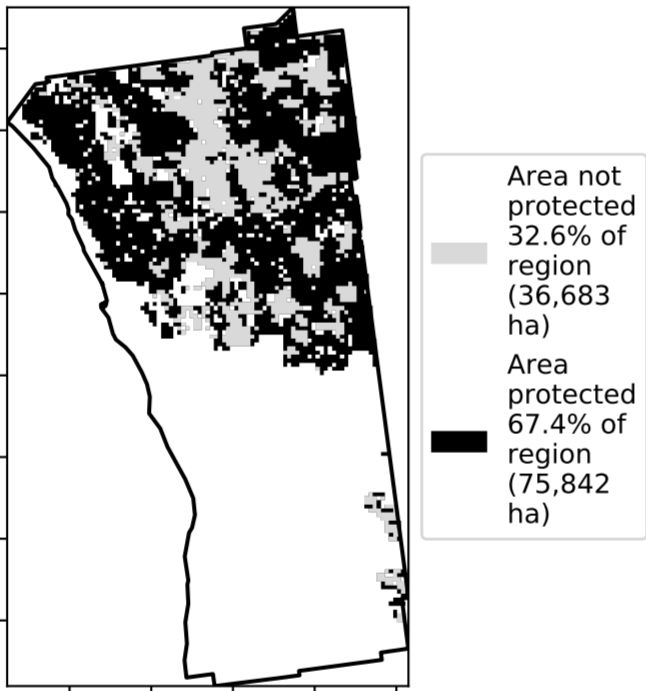 Area not
protected
32.6% of
region
(36,683
ha)
Area
protected
67.4% of
region
(75,842
ha)